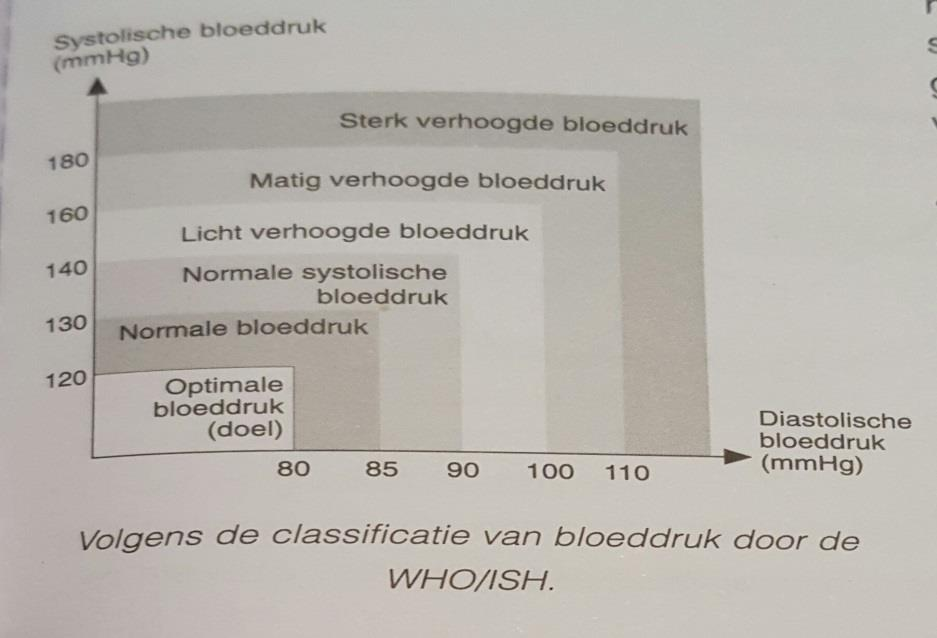 Systolische bloeddruk
(mmHg)
Sterk verhoogde bloeddruk
180
Matig verhoogde bloeddruk
160
Licht verhoogde bloeddruk
140
Normale systolische
bloeddruk
130
Normale bloeddruk
120
Optimale
bloeddruk
(doel)
80 85 90 100 110
Diastolische
bloeddruk
(mmHg)
Volgens de classificatie van bloeddruk door de
WHO/ISH.